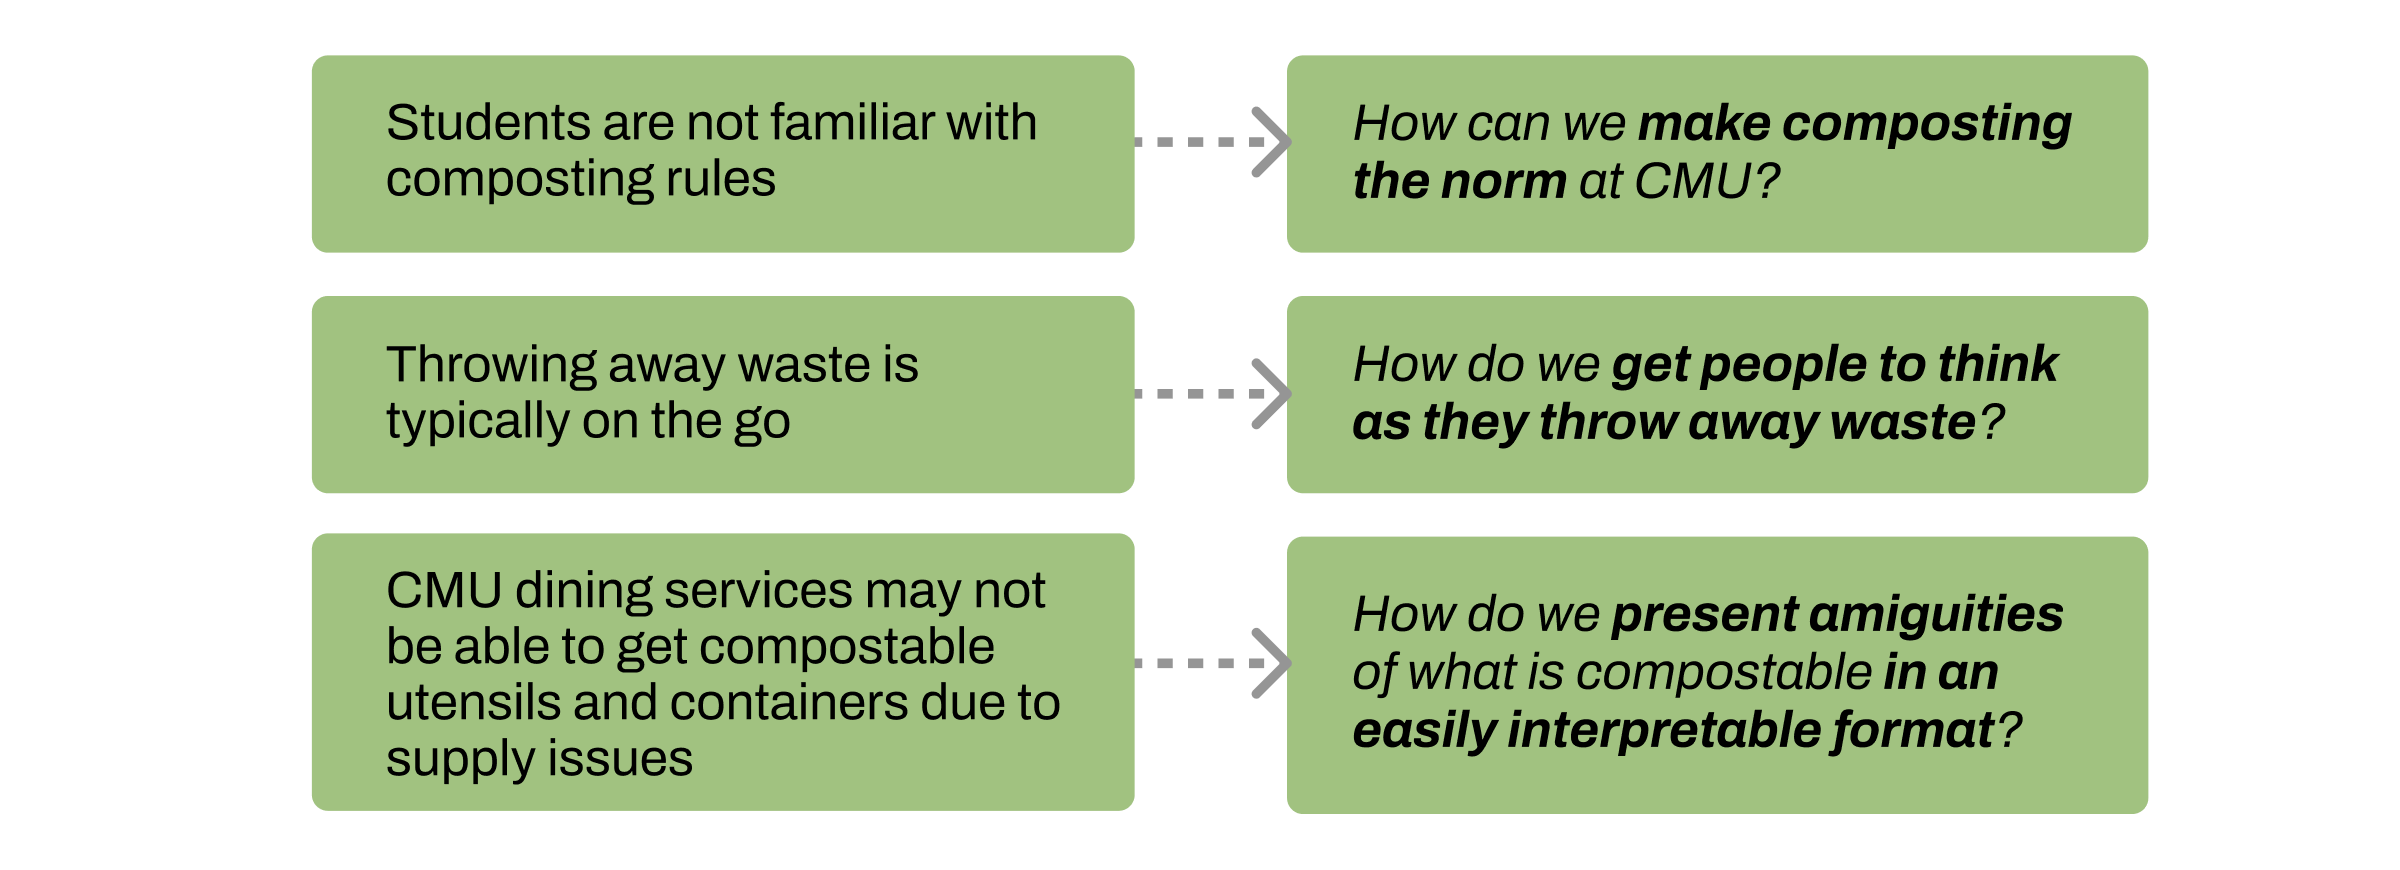 Students are not familiar with
composting rules
How can we make composting
the norm at CMU?
Throwing away waste is
typically on the go
How do we get people to think
as they throw away waste?
CMU dining services may not
be able to get compostable
utensils and containers due to
supply issues
How do we present amiguities
of what is compostable in an
easily interpretable format?